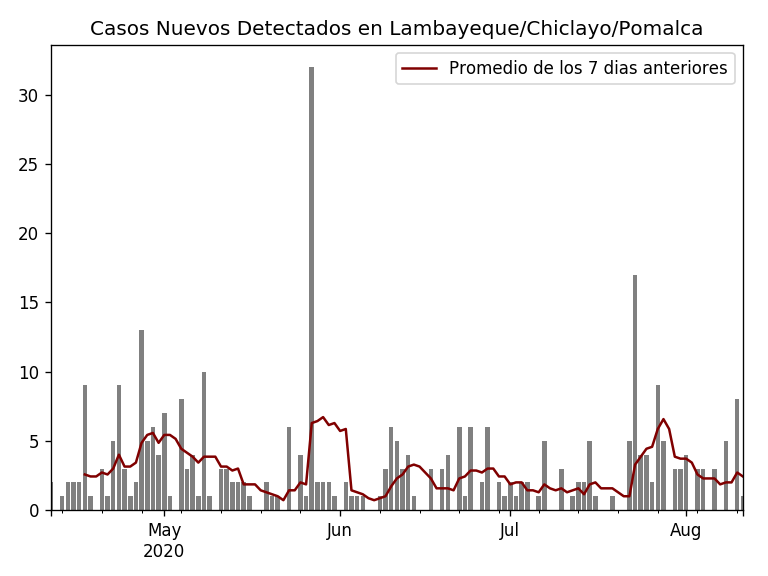 Casos Nuevos Detectados en Lambayeque/Chiclayo/Pomalca
Promedio de los 7 dias anteriores
30
25
20
15
10
5
0
May Jun Jul Aug
2020